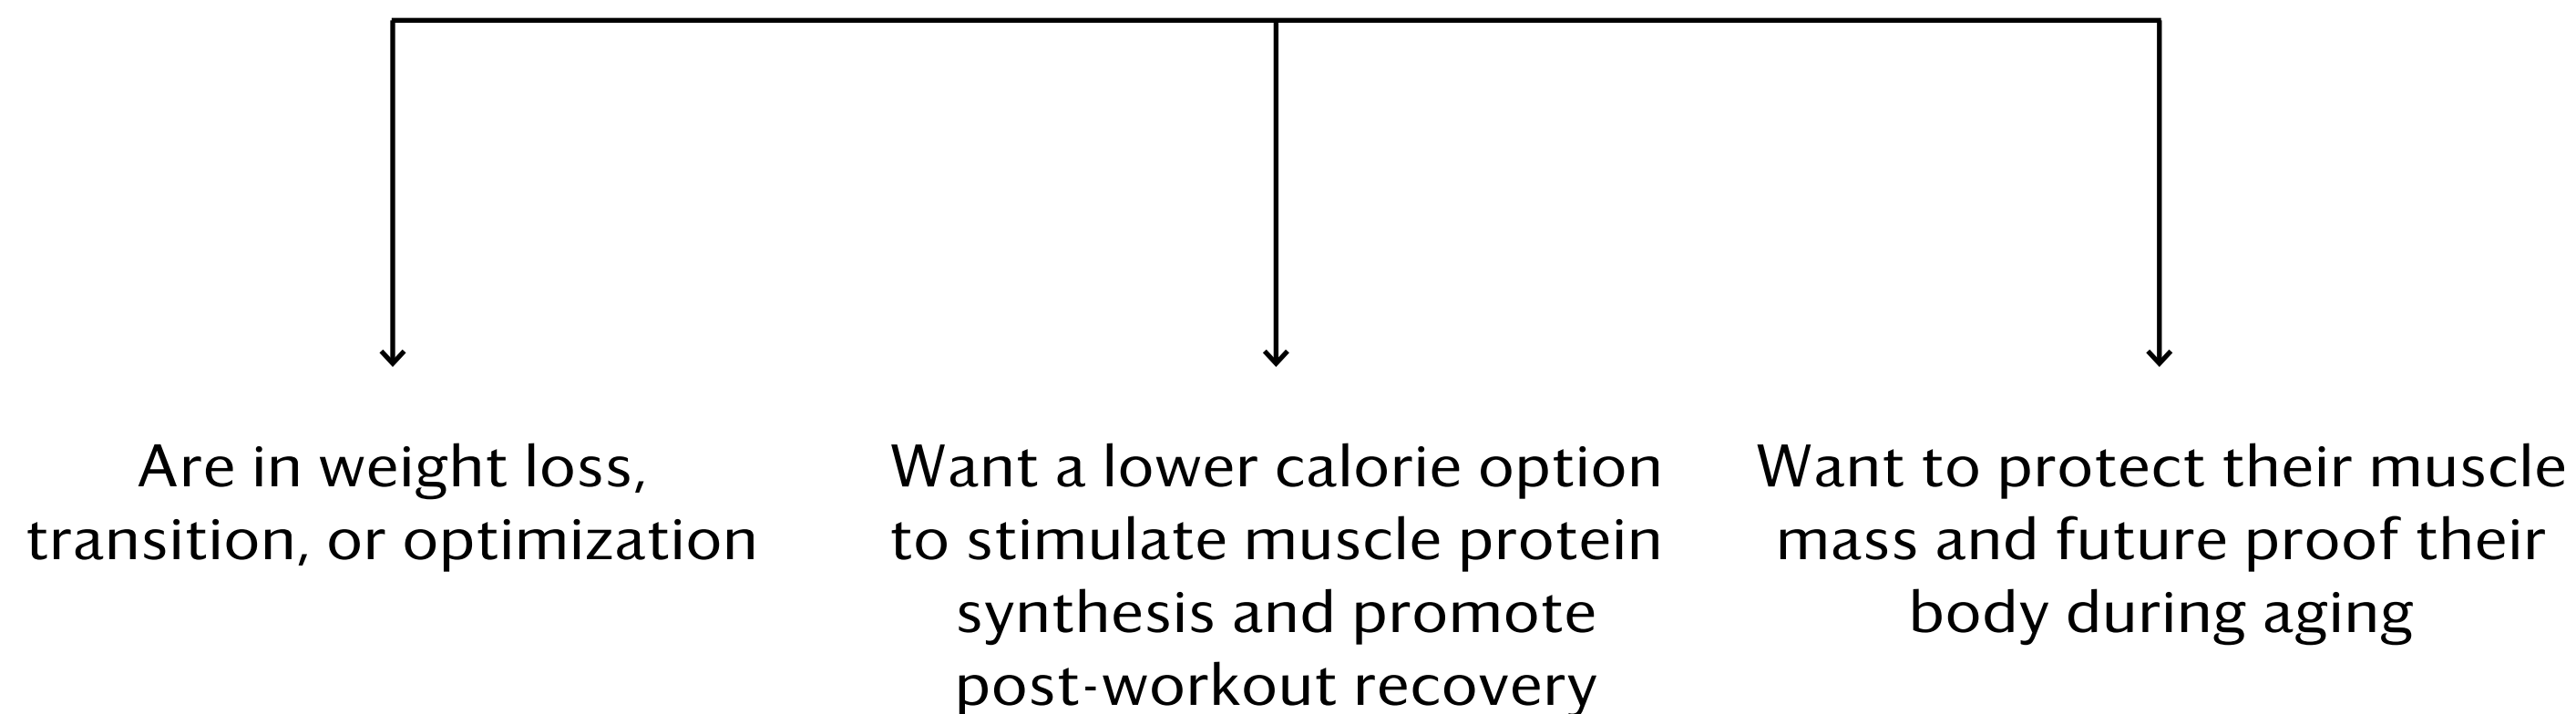 Are in weight loss,
transition, or optimization
Want a lower calorie option
to stimulate muscle protein
synthesis and promote
post-workout recovery
Want to protect their muscle
mass and future proof their
body during aging